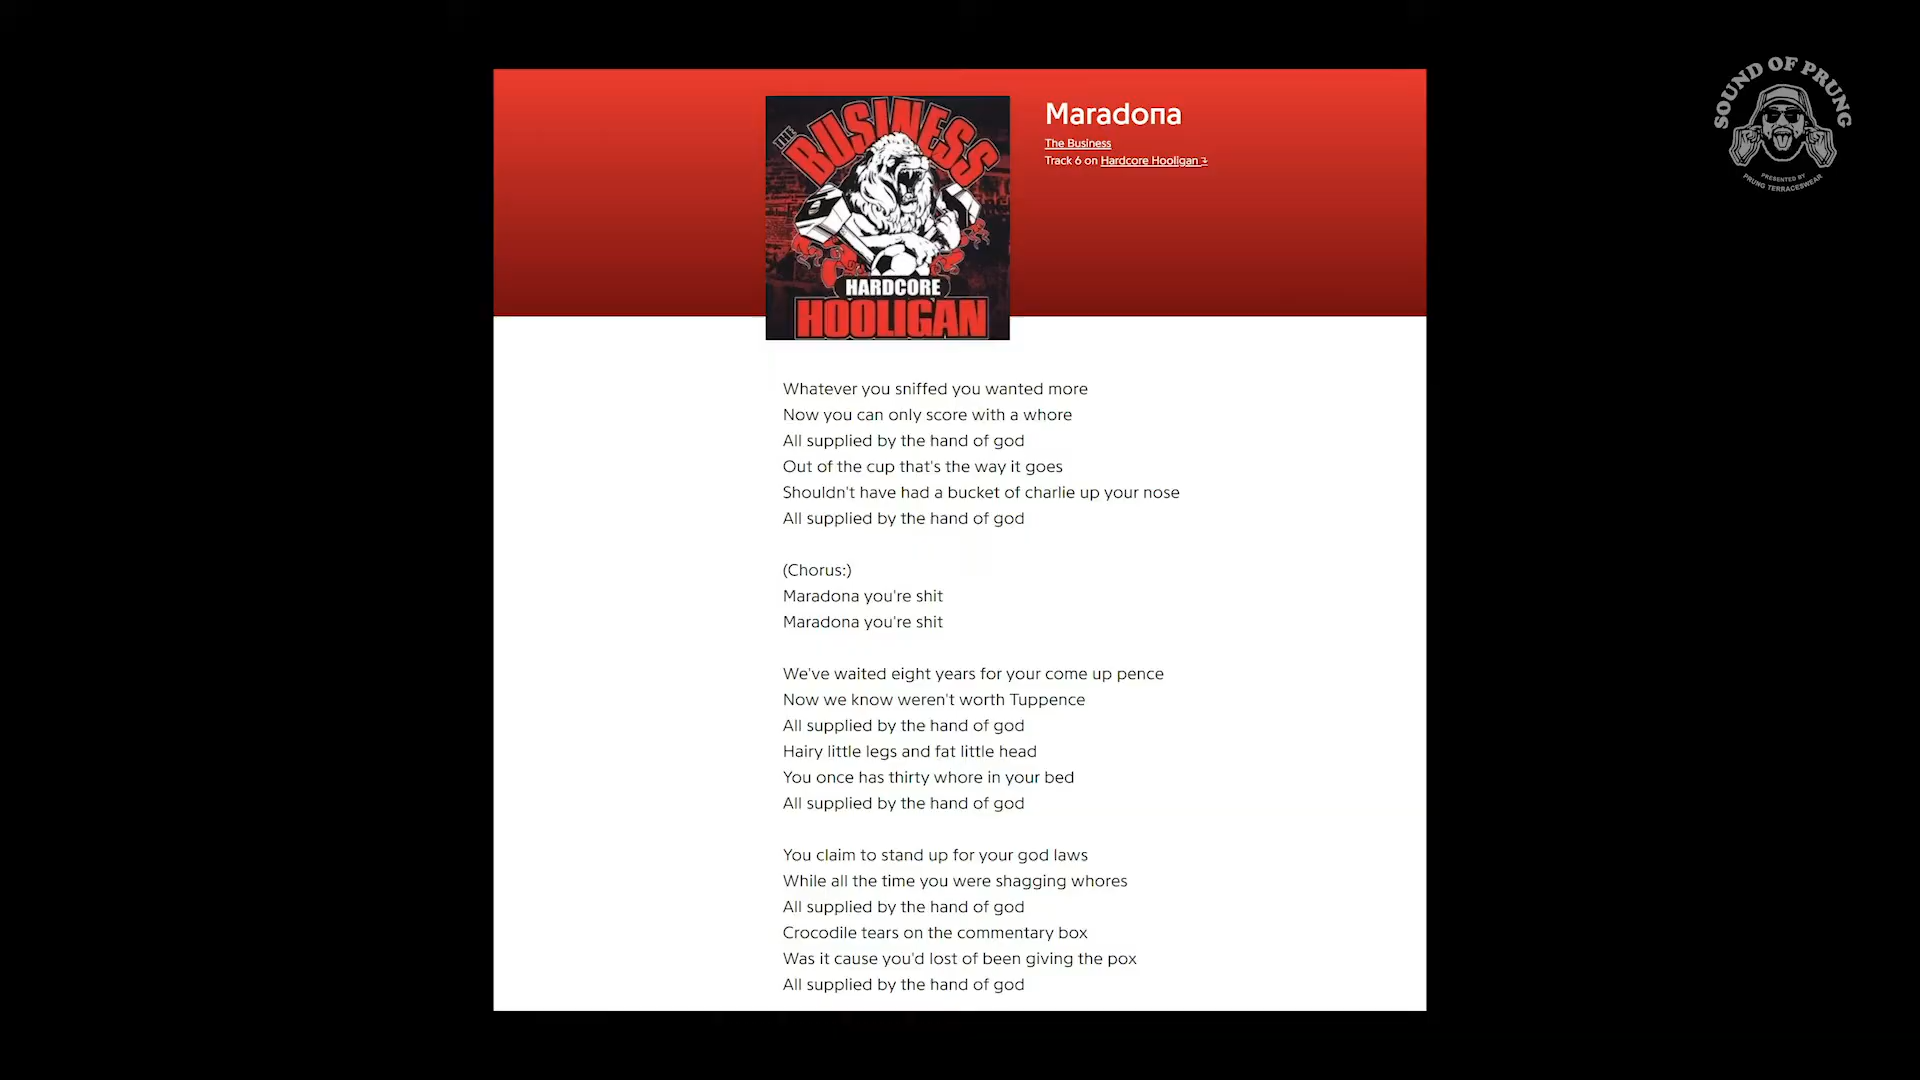 Maradona
The Business
Track 6 on Hardcore Hooligan
THE
BUSINESS
HARDCORE
HOOLIGAN
SOUND OF PRUNG
PRESENTED BY
PRUNG TERRACESWEAR
Whatever you sniffed you wanted more
Now you can only score with a whore
All supplied by the hand of god
Out of the cup that's the way it goes
Shouldn't have had a bucket of charlie up your nose
All supplied by the hand of god
(Chorus:)
Maradona you're shit
Maradona you're shit
We've waited eight years for your come up pence
Now we know weren't worth Tuppence
All supplied by the hand of god
Hairy little legs and fat little head
You once has thirty whore in your bed
All supplied by the hand of god
You claim to stand up for your god laws
While all the time you were shagging whores
All supplied by the hand of god
Crocodile tears on the commentary box
Was it cause you'd lost of been giving the pox
All supplied by the hand of god